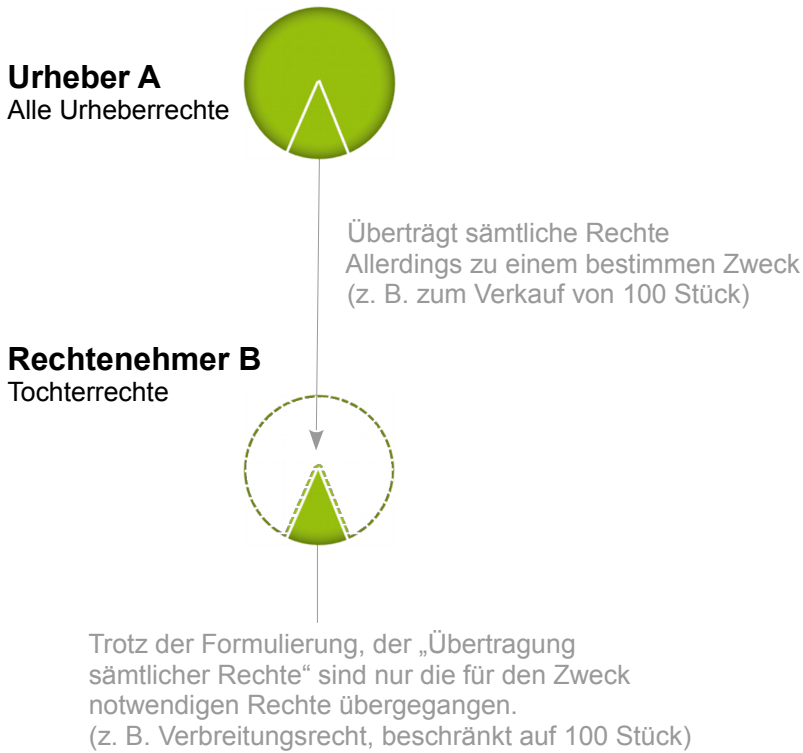 Urheber A
Alle Urheberrechte
Überträgt sämtliche Rechte
Allerdings zu einem bestimmen Zweck
(z. B. zum Verkauf von 100 Stück)
Rechtenehmer B
Tochterrechte
Trotz der Formulierung, der „Übertragung
sämtlicher Rechte“ sind nur die für den Zweck
notwendigen Rechte übergegangen.
(z. B. Verbreitungsrecht, beschränkt auf 100 Stück)